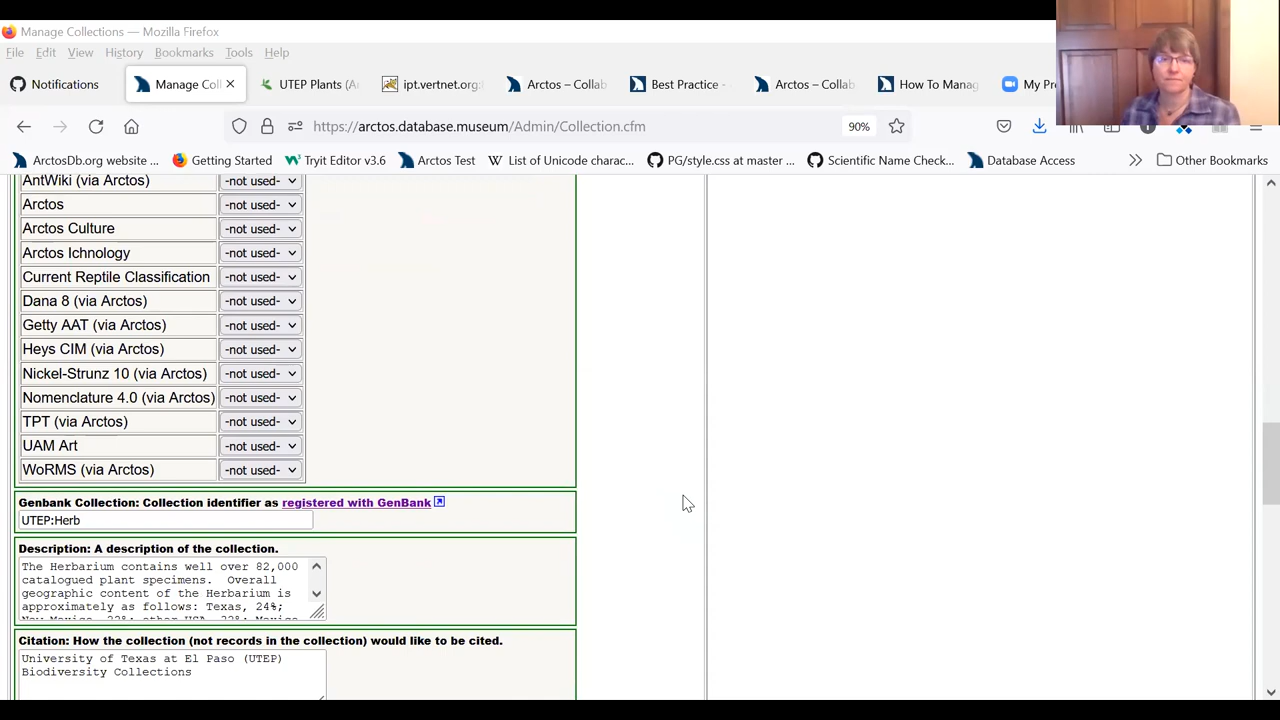 Manage Collections — Mozilla Firefox
File Edit View History Bookmarks Tools Help
Notifications
Manage Coll
UTEP Plants (A
ipt.vertnet.org:
Arctos – Collab
Best Practice -
Arctos – Collab
How To Mana
My Pr
https://arctos.database.museum/Admin/Collection.cfm
90%
ArctosDb.org website ... Getting Started Tryit Editor v3.6 Arctos Test List of Unicode charac... PG/style.css at master ... Scientific Name Check... Database Access Other Bookmarks
AntWiki (via Arctos) -not used-
Arctos -not used-
Arctos Culture -not used-
Arctos Ichnology -not used-
Current Reptile Classification -not used-
Dana 8 (via Arctos) -not used-
Getty AAT (via Arctos) -not used-
Heys CIM (via Arctos) -not used-
Nickel-Strunz 10 (via Arctos) -not used-
Nomenclature 4.0 (via Arctos) -not used-
TPT (via Arctos) -not used-
UAM Art -not used-
WoRMS (via Arctos) -not used-
Genbank Collection: Collection identifier as registered with GenBank
UTEP:Herb
Description: A description of the collection.
The Herbarium contains well over 82,000
catalogued plant specimens. Overall
geographic content of the Herbarium is
approximately as follows: Texas, 24%;
Citation: How the collection (not records in the collection) would like to be cited.
University of Texas at El Paso (UTEP)
Biodiversity Collections